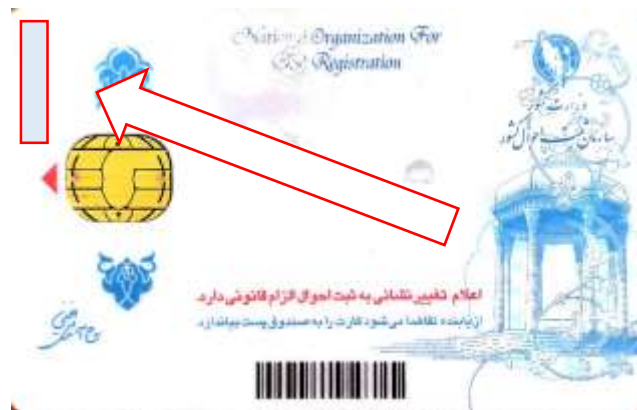 National Organization For
Registration
وزارت کشور
سازمان ثبت احوال کشور
اعلام تغییر نشانی به ثبت احوال الزام قانونی دارد.
از یابنده تقاضا می شود کارت را به صندوق پست بیاندازد.